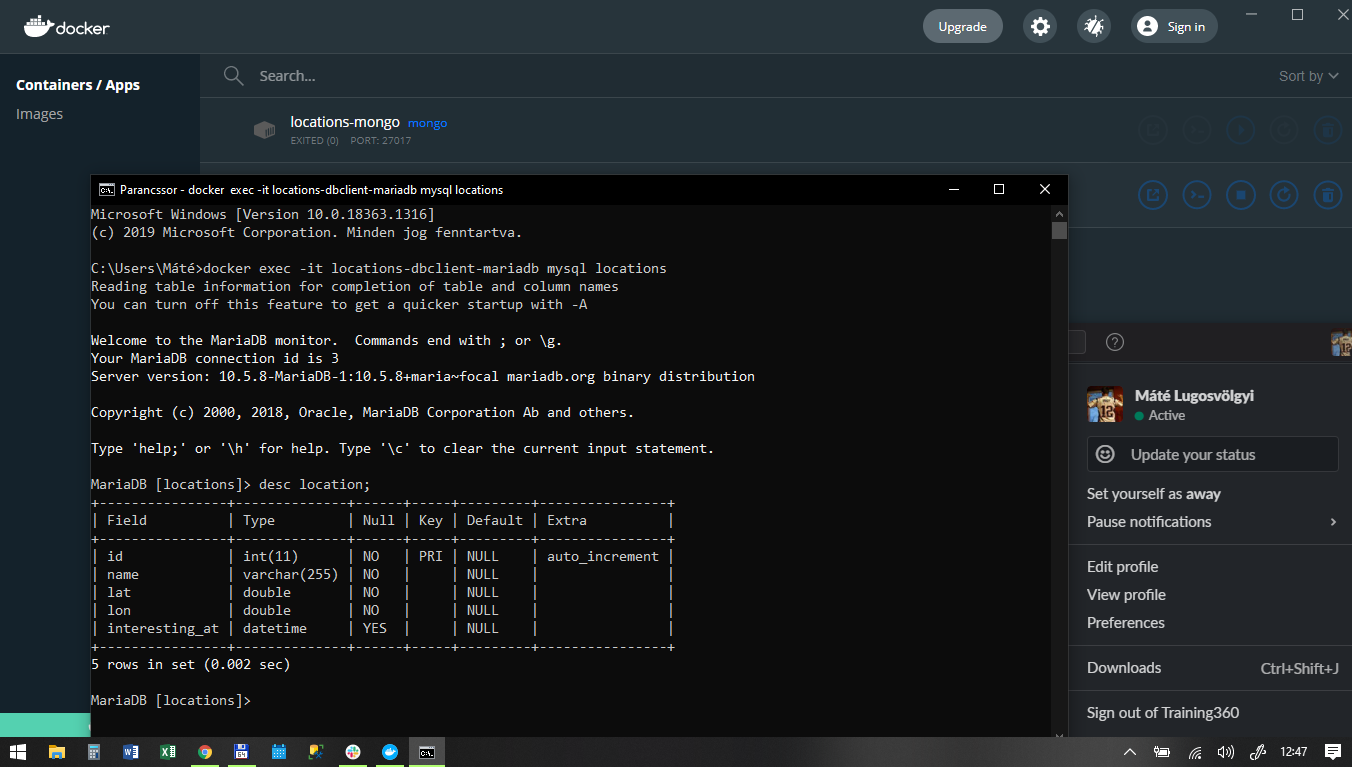 docker
Upgrade
Sign in
Containers / Apps
Images
Search...
Sort by
locations-mongo mongo
EXITED (0) PORT: 27017
Parancssor - docker exec -it locations-dbclient-mariadb mysql locations
Microsoft Windows [Version 10.0.18363.1316]
(c) 2019 Microsoft Corporation. Minden jog fenntartva.
C:\Users\Máté>docker exec -it locations-dbclient-mariadb mysql locations
Reading table information for completion of table and column names
You can turn off this feature to get a quicker startup with -A
Welcome to the MariaDB monitor.  Commands end with ; or \g.
Your MariaDB connection id is 3
Server version: 10.5.8-MariaDB-1:10.5.8+maria~focal mariadb.org binary distribution
Copyright (c) 2000, 2018, Oracle, MariaDB Corporation Ab and others.
Type 'help;' or '\h' for help. Type '\c' to clear the current input statement.
MariaDB [locations]> desc location;
+----------------+--------------+------+-----+---------+----------------+
| Field          | Type         | Null | Key | Default | Extra          |
+----------------+--------------+------+-----+---------+----------------+
| id             | int(11)      | NO   | PRI | NULL    | auto_increment |
| name           | varchar(255) | NO   |     | NULL    |                |
| lat            | double       | NO   |     | NULL    |                |
| lon            | double       | NO   |     | NULL    |                |
| interesting_at | datetime     | YES  |     | NULL    |                |
+----------------+--------------+------+-----+---------+----------------+
5 rows in set (0.002 sec)
MariaDB [locations]>
Máté Lugosvölgyi
Active
Update your status
Set yourself as away
Pause notifications
Edit profile
View profile
Preferences
Downloads Ctrl+Shift+J
Sign out of Training360
12:47